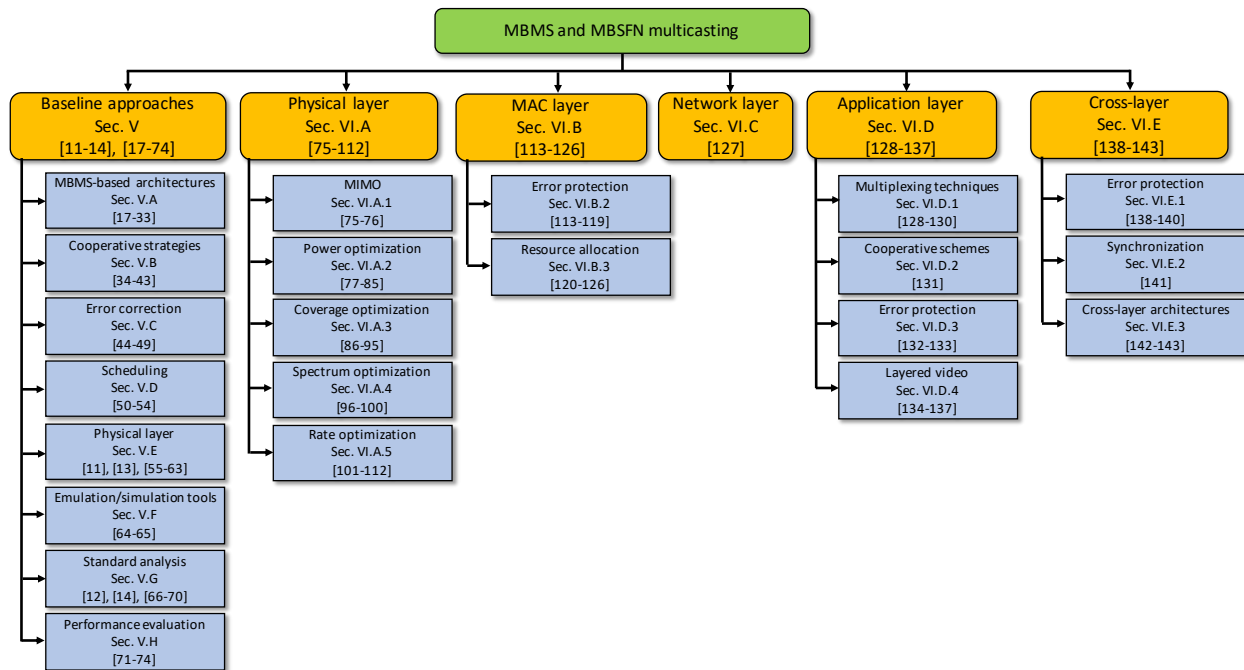 MBMS and MBSFN multicasting
Baseline approaches
Sec. V
[11-14], [17-74]
MBMS-based architectures
Sec. V.A
[17-33]
Cooperative strategies
Sec. V.B
[34-43]
Error correction
Sec. V.C
[44-49]
Scheduling
Sec. V.D
[50-54]
Physical layer
Sec. V.E
[11], [13], [55-63]
Emulation/simulation tools
Sec. V.F
[64-65]
Standard analysis
Sec. V.G
[12], [14], [66-70]
Performance evaluation
Sec. V.H
[71-74]
Physical layer
Sec. VI.A
[75-112]
MIMO
Sec. VI.A.1
[75-76]
Power optimization
Sec. VI.A.2
[77-85]
Coverage optimization
Sec. VI.A.3
[86-95]
Spectrum optimization
Sec. VI.A.4
[96-100]
Rate optimization
Sec. VI.A.5
[101-112]
MAC layer
Sec. VI.B
[113-126]
Error protection
Sec. VI.B.2
[113-119]
Resource allocation
Sec. VI.B.3
[120-126]
Network layer
Sec. VI.C
[127]
Application layer
Sec. VI.D
[128-137]
Multiplexing techniques
Sec. VI.D.1
[128-130]
Cooperative schemes
Sec. VI.D.2
[131]
Error protection
Sec. VI.D.3
[132-133]
Layered video
Sec. VI.D.4
[134-137]
Cross-layer
Sec. VI.E
[138-143]
Error protection
Sec. VI.E.1
[138-140]
Synchronization
Sec. VI.E.2
[141]
Cross-layer architectures
Sec. VI.E.3
[142-143]